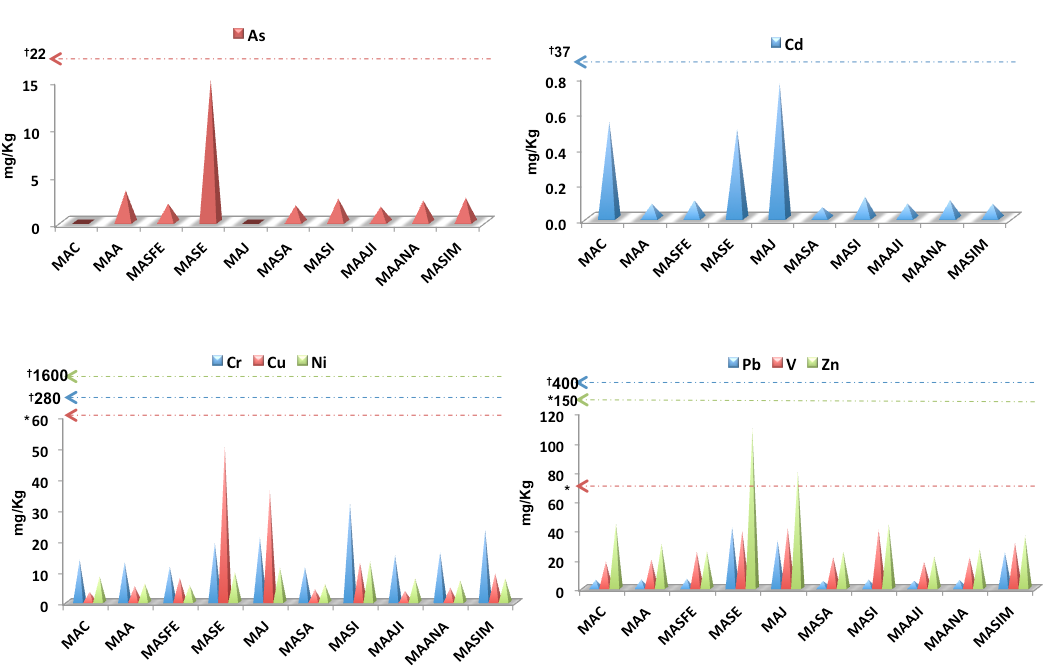 As
†22
15
10
5
0
mg/Kg
MAC MAA MASFE MASE MAJ MASA MASI MAAJI MAANA MASIM
Cd
†37
0.8
0.6
0.4
0.2
0.0
mg/Kg
MAC MAA MASFE MASE MAJ MASA MASI MAAJI MAANA MASIM
Cr Cu Ni
†1600
†280
*60
50
40
30
20
10
0
mg/Kg
MAC MAA MASFE MASE MAJ MASA MASI MAAJI MAANA MASIM
Pb V Zn
†400
*150
120
100
80
*
60
40
20
0
mg/Kg
MAC MAA MASFE MASE MAJ MASA MASI MAAJI MAANA MASIM